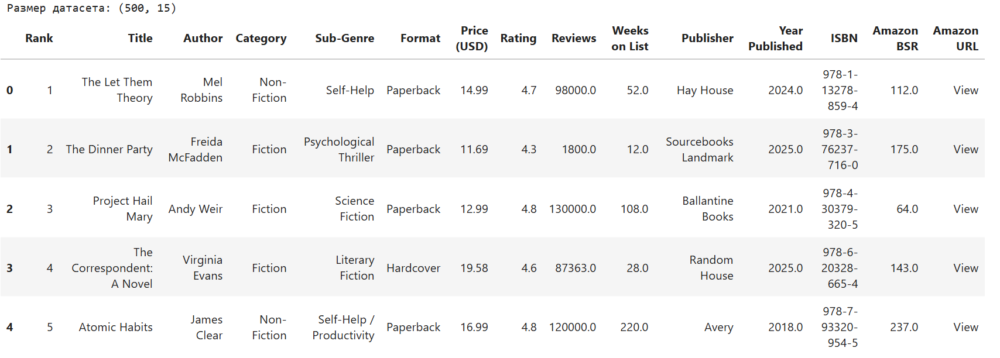 Размер датасета: (500, 15)
Rank Title Author Category Sub-Genre Format Price (USD) Rating Reviews Weeks on List Publisher Year Published ISBN Amazon BSR Amazon URL
0 1 The Let Them Theory Mel Robbins Non-Fiction Self-Help Paperback 14.99 4.7 98000.0 52.0 Hay House 2024.0 978-1-13278-859-4 112.0 View
1 2 The Dinner Party Freida McFadden Fiction Psychological Thriller Paperback 11.69 4.3 1800.0 12.0 Sourcebooks Landmark 2025.0 978-3-76237-716-0 175.0 View
2 3 Project Hail Mary Andy Weir Fiction Science Fiction Paperback 12.99 4.8 130000.0 108.0 Ballantine Books 2021.0 978-4-30379-320-5 64.0 View
3 4 The Correspondent: A Novel Virginia Evans Fiction Literary Fiction Hardcover 19.58 4.6 87363.0 28.0 Random House 2025.0 978-6-20328-665-4 143.0 View
4 5 Atomic Habits James Clear Non-Fiction Self-Help / Productivity Paperback 16.99 4.8 120000.0 220.0 Avery 2018.0 978-7-93320-954-5 237.0 View